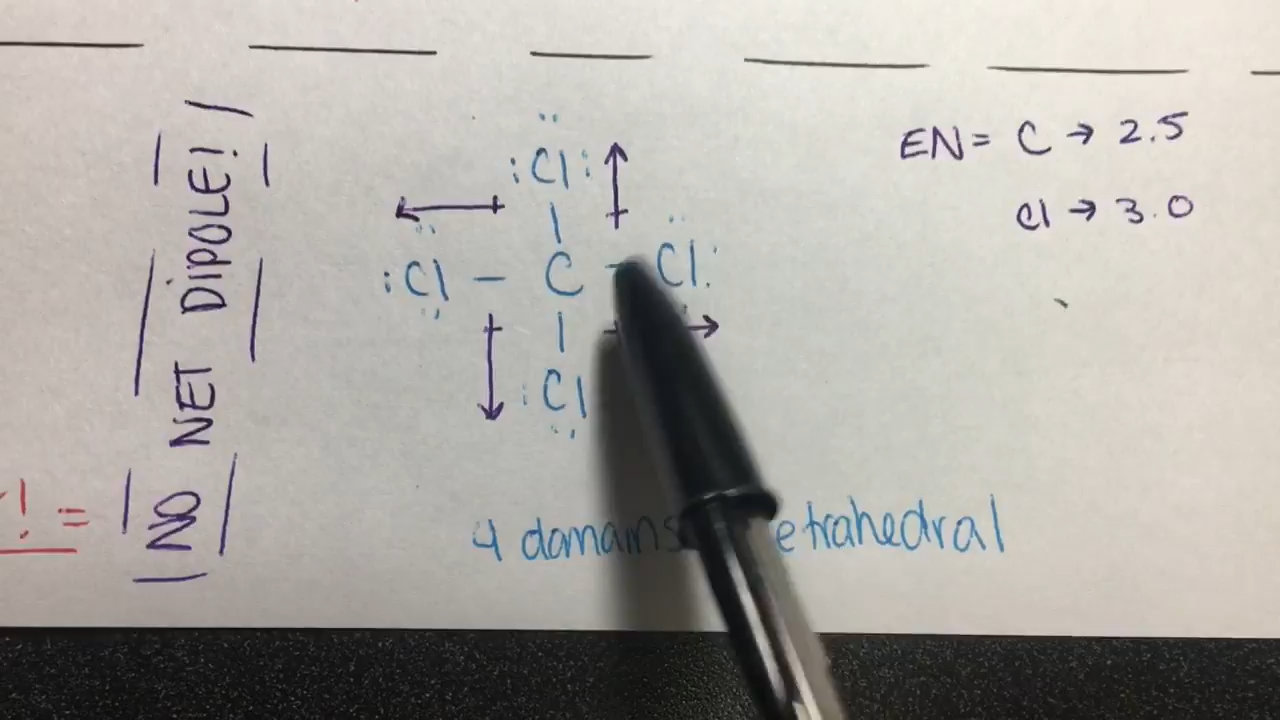 NO NET DIPOLE!
! =
:Cl:
:Cl - C - Cl:
:Cl
EN = C → 2.5
Cl → 3.0
4 domains etrahedral